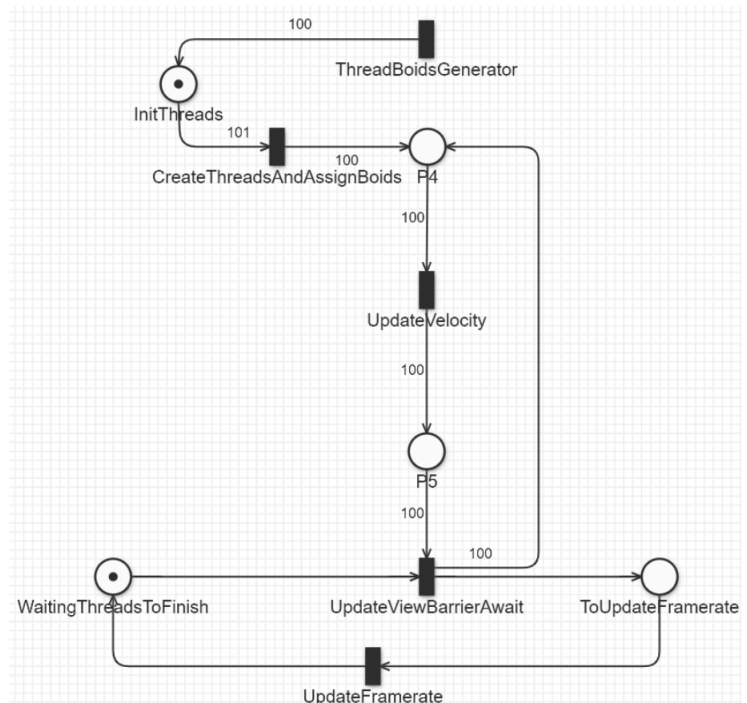 100
ThreadBoidsGenerator
InitThreads
101
100
CreateThreadsAndAssignBoids
P4
100
UpdateVelocity
100
P5
100
100
WaitingThreadsToFinish
UpdateViewBarrierAwait
ToUpdateFramerate
UpdateFramerate